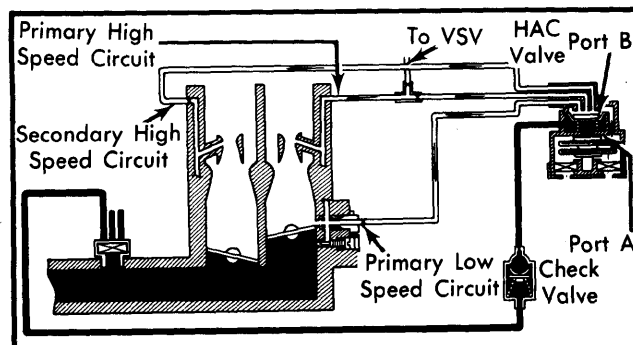 Primary High
Speed Circuit
To VSV
HAC
Valve
Port B
Secondary High
Speed Circuit
Port A
Primary Low
Speed Circuit
Check
Valve